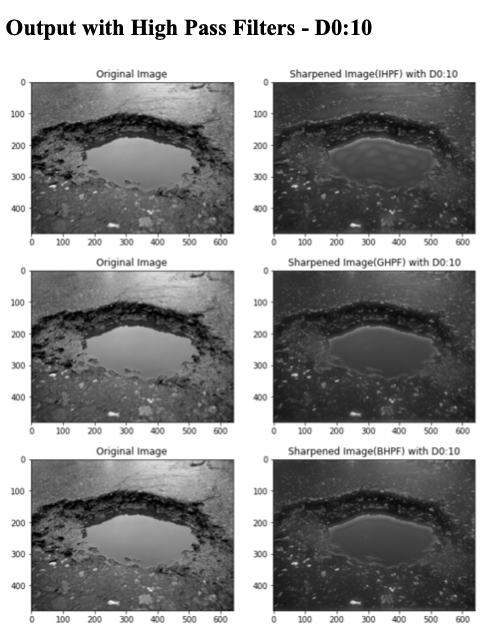 Output with High Pass Filters - D0:10
Original Image
Sharpened Image(IHPF) with D0:10
0
100
200
300
400
0 100 200 300 400 500 600
0
100
200
300
400
0 100 200 300 400 500 600
Original Image
Sharpened Image(GHPF) with D0:10
0
100
200
300
400
0 100 200 300 400 500 600
0
100
200
300
400
0 100 200 300 400 500 600
Original Image
Sharpened Image(BHPF) with D0:10
0
100
200
300
400
0 100 200 300 400 500 600
0
100
200
300
400
0 100 200 300 400 500 600